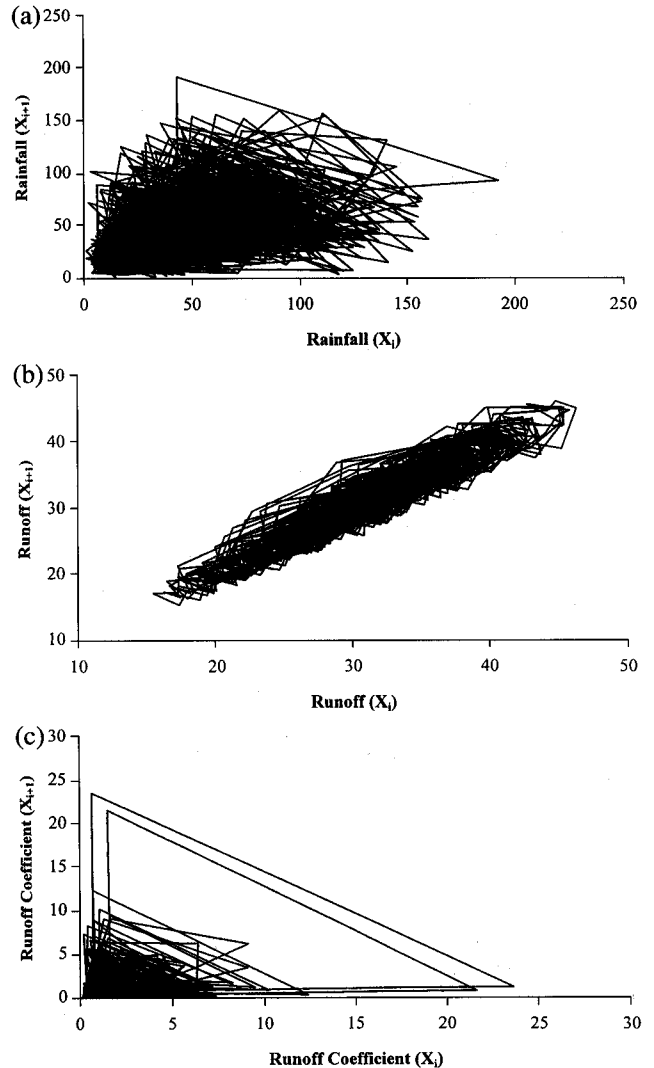 (a)
250
200
150
100
50
0
Rainfall (Xi+1)
0 50 100 150 200 250
Rainfall (Xi)
(b)
50
40
30
20
10
Runoff (Xi+1)
10 20 30 40 50
Runoff (Xi)
(c)
30
25
20
15
10
5
0
Runoff Coefficient (Xi+1)
0 5 10 15 20 25 30
Runoff Coefficient (Xi)